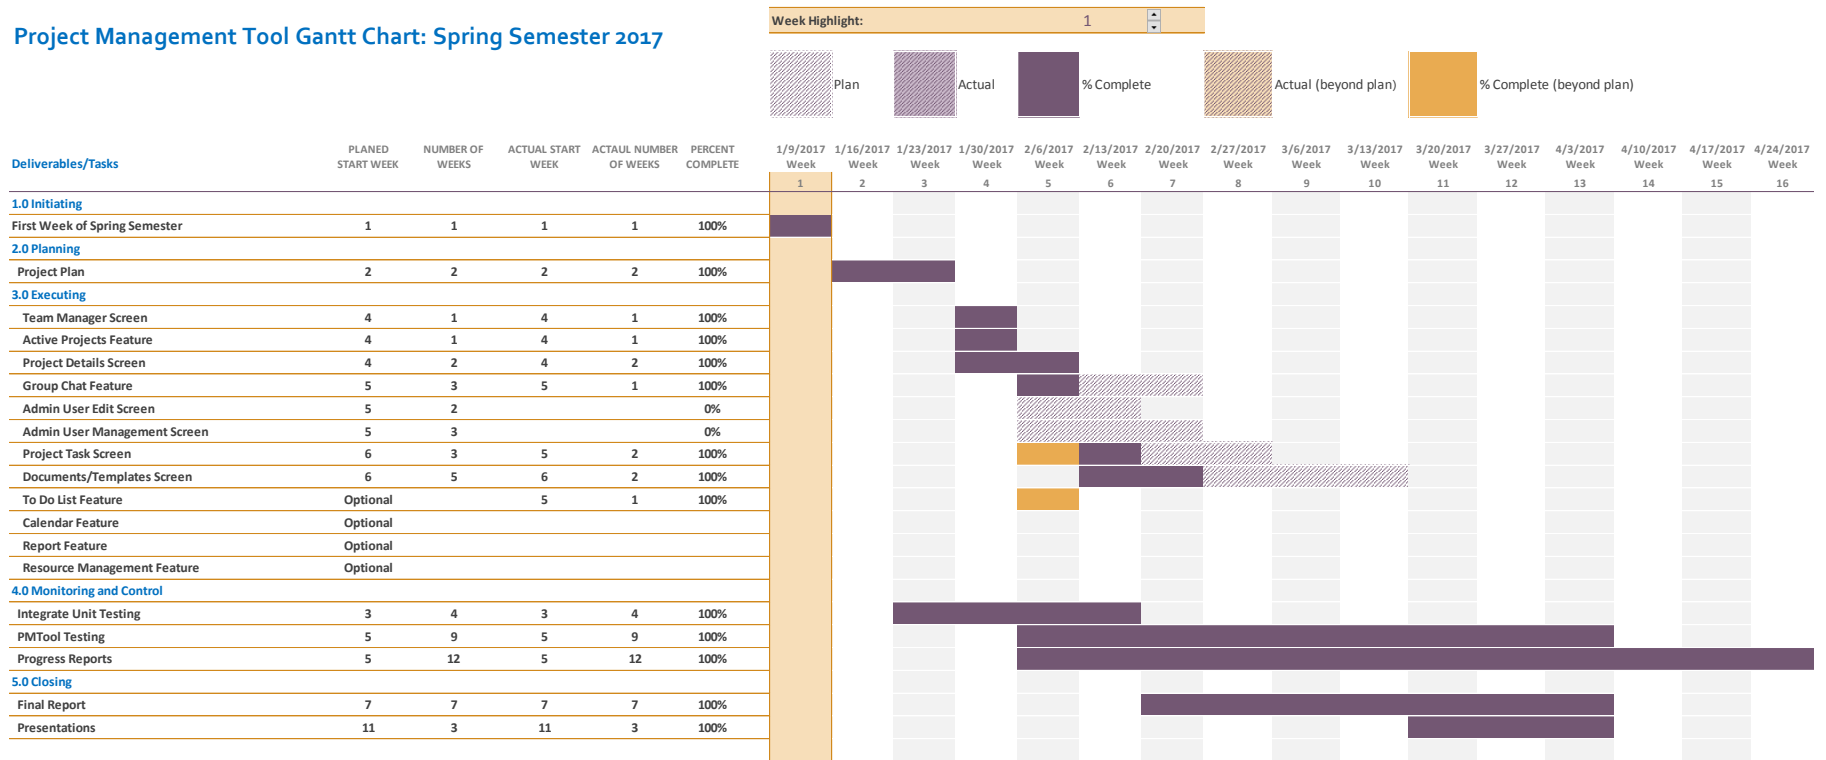 Week Highlight: 1
Project Management Tool Gantt Chart: Spring Semester 2017
Plan Actual % Complete Actual (beyond plan) % Complete (beyond plan)
PLANED NUMBER OF ACTUAL START ACTAUL NUMBER PERCENT 1/9/2017 1/16/2017 1/23/2017 1/30/2017 2/6/2017 2/13/2017 2/20/2017 2/27/2017 3/6/2017 3/13/2017 3/20/2017 3/27/2017 4/3/2017 4/10/2017 4/17/2017 4/24/2017
Deliverables/Tasks START WEEK WEEKS WEEK OF WEEKS COMPLETE Week Week Week Week Week Week Week Week Week Week Week Week Week Week Week Week
1 2 3 4 5 6 7 8 9 10 11 12 13 14 15 16
1.0 Initiating
First Week of Spring Semester 1 1 1 1 100%
2.0 Planning
Project Plan 2 2 2 2 100%
3.0 Executing
Team Manager Screen 4 1 4 1 100%
Active Projects Feature 4 1 4 1 100%
Project Details Screen 4 2 4 2 100%
Group Chat Feature 5 3 5 1 100%
Admin User Edit Screen 5 2 0%
Admin User Management Screen 5 3 0%
Project Task Screen 6 3 5 2 100%
Documents/Templates Screen 6 5 6 2 100%
To Do List Feature Optional 5 1 100%
Calendar Feature Optional
Report Feature Optional
Resource Management Feature Optional
4.0 Monitoring and Control
Integrate Unit Testing 3 4 3 4 100%
PMTool Testing 5 9 5 9 100%
Progress Reports 5 12 5 12 100%
5.0 Closing
Final Report 7 7 7 7 100%
Presentations 11 3 11 3 100%